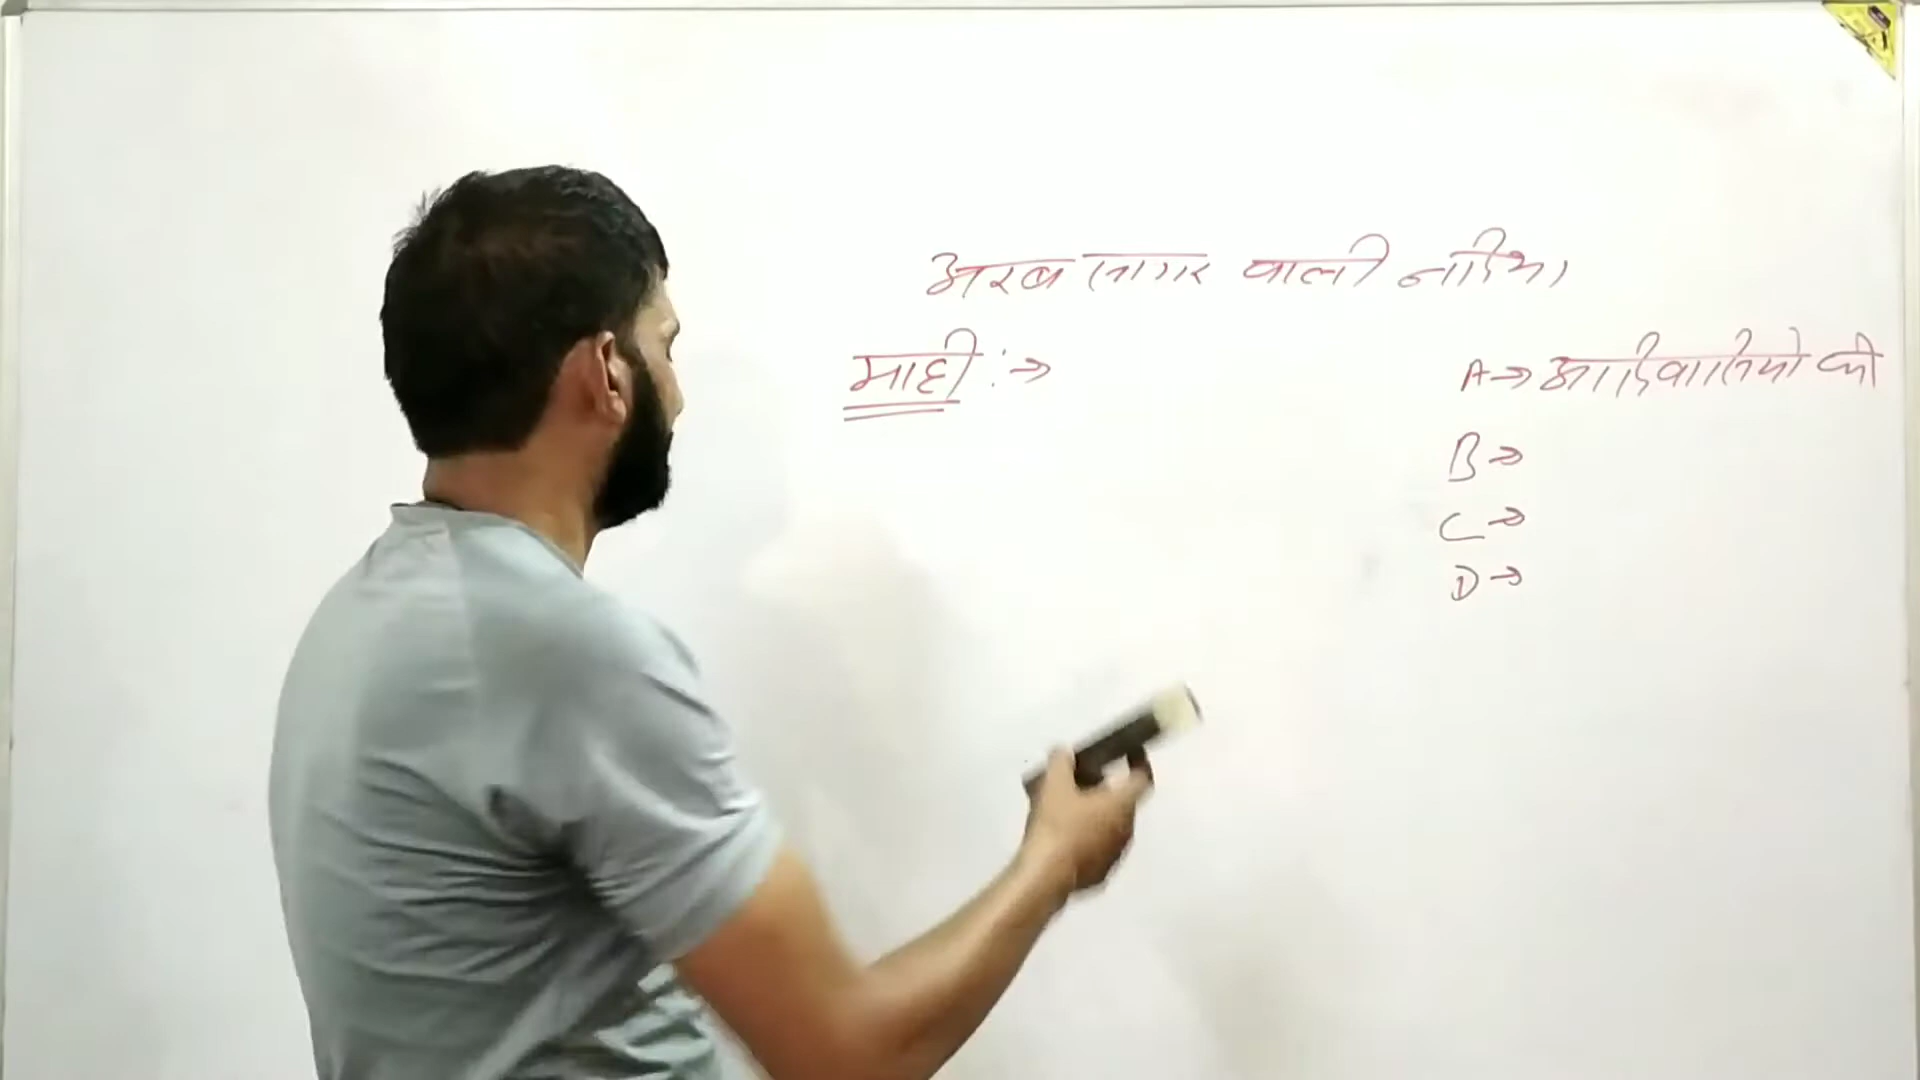 अरब सागर वाली नदिया
माही :→
A→ आदिवासियो की
B→
C→
D→